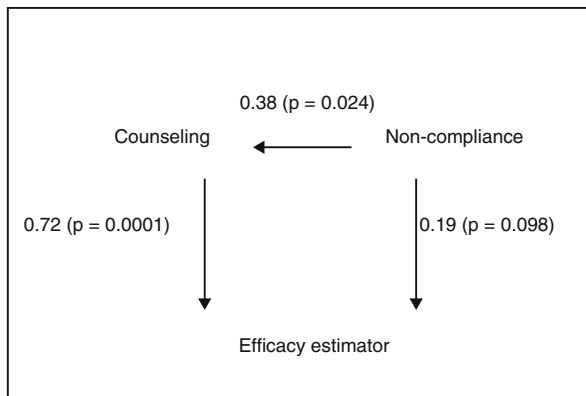 0.38 (p = 0.024)
Counseling
Non-compliance
0.72 (p = 0.0001)
0.19 (p = 0.098)
Efficacy estimator